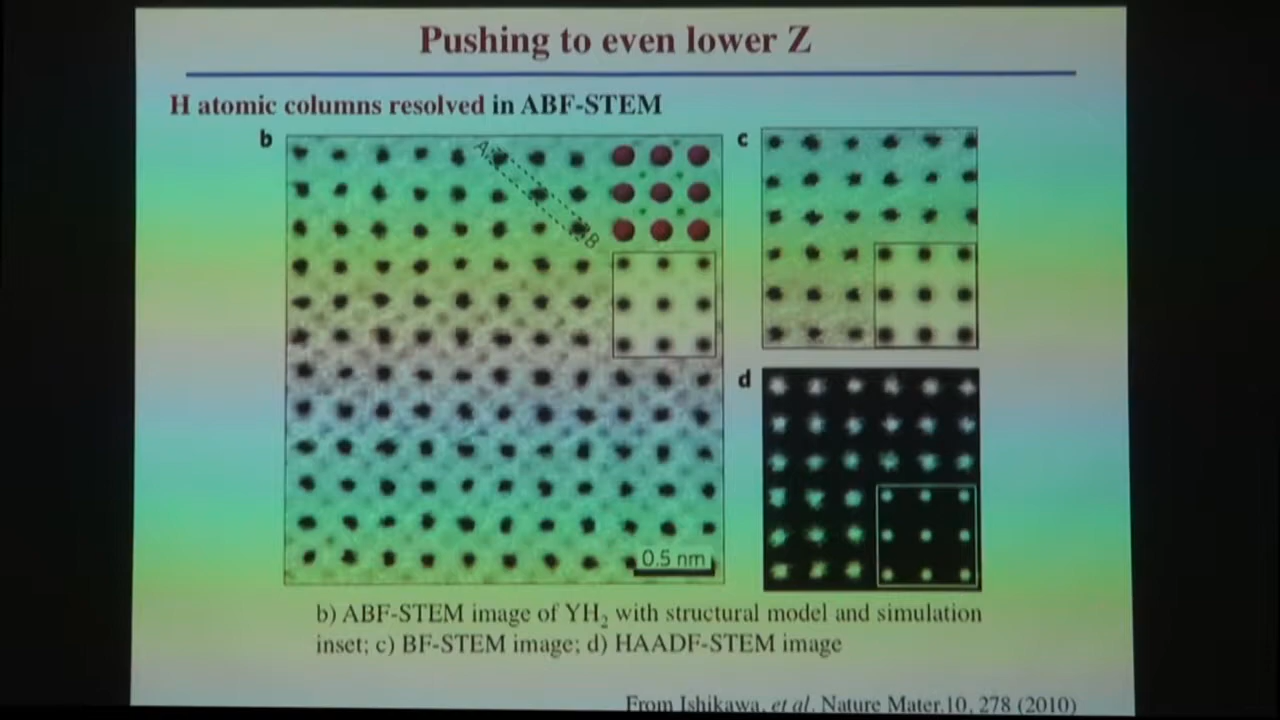 Pushing to even lower Z
H atomic columns resolved in ABF-STEM
b
A
B
0.5 nm
c
d
b) ABF-STEM image of YH₂ with structural model and simulation
inset; c) BF-STEM image; d) HAADF-STEM image
From Ishikawa, et al. Nature Mater.10, 278 (2010)